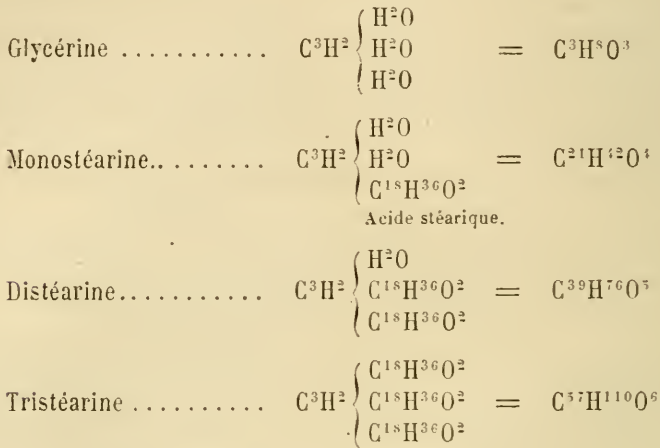 H²O
Glycérine ........... C³H² { H²O = C³H⁸O³
H²O
H²O
Monostéarine.. ....... C³H² { H²O = C²¹H⁴²O⁴
C¹⁸H³⁶O²
Acide stéarique.
H²O
Distéarine........... C³H² { C¹⁸H³⁶O² = C³⁹H⁷⁶O⁵
C¹⁸H³⁶O²
C¹⁸H³⁶O²
Tristéarine .......... C³H² { C¹⁸H³⁶O² = C⁵⁷H¹¹⁰O⁶
C¹⁸H³⁶O²